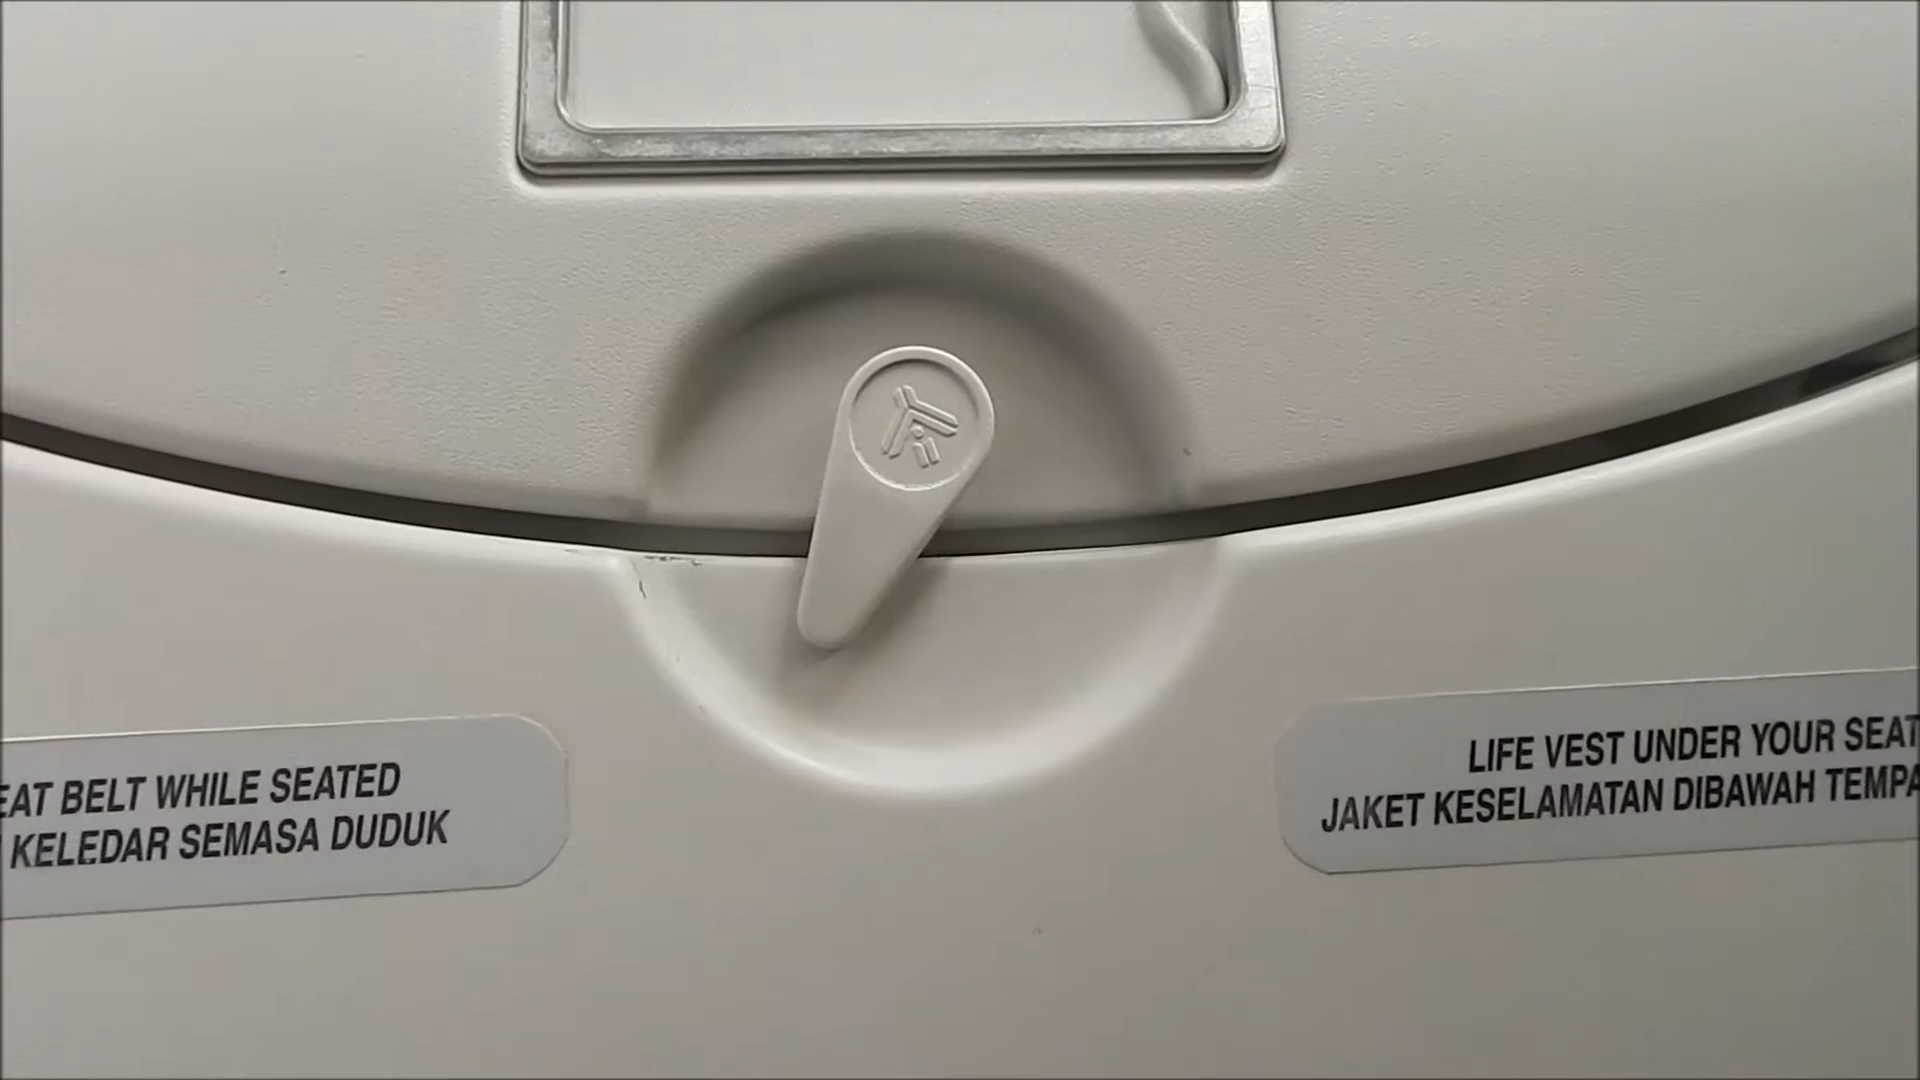 EAT BELT WHILE SEATED
KELEDAR SEMASA DUDUK
LIFE VEST UNDER YOUR SEAT
JAKET KESELAMATAN DIBAWAH TEMPA